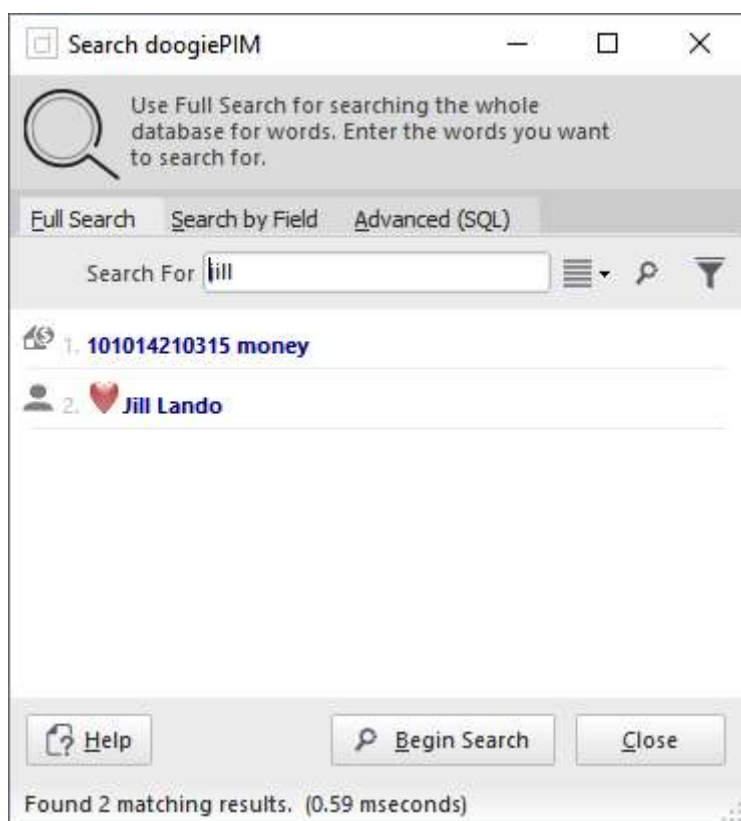 Search doogiePIM
Use Full Search for searching the whole
database for words. Enter the words you want
to search for.
Full Search Search by Field Advanced (SQL)
Search For jill
1. 101014210315 money
2. Jill Lando
Help Begin Search Close
Found 2 matching results. (0.59 mseconds)